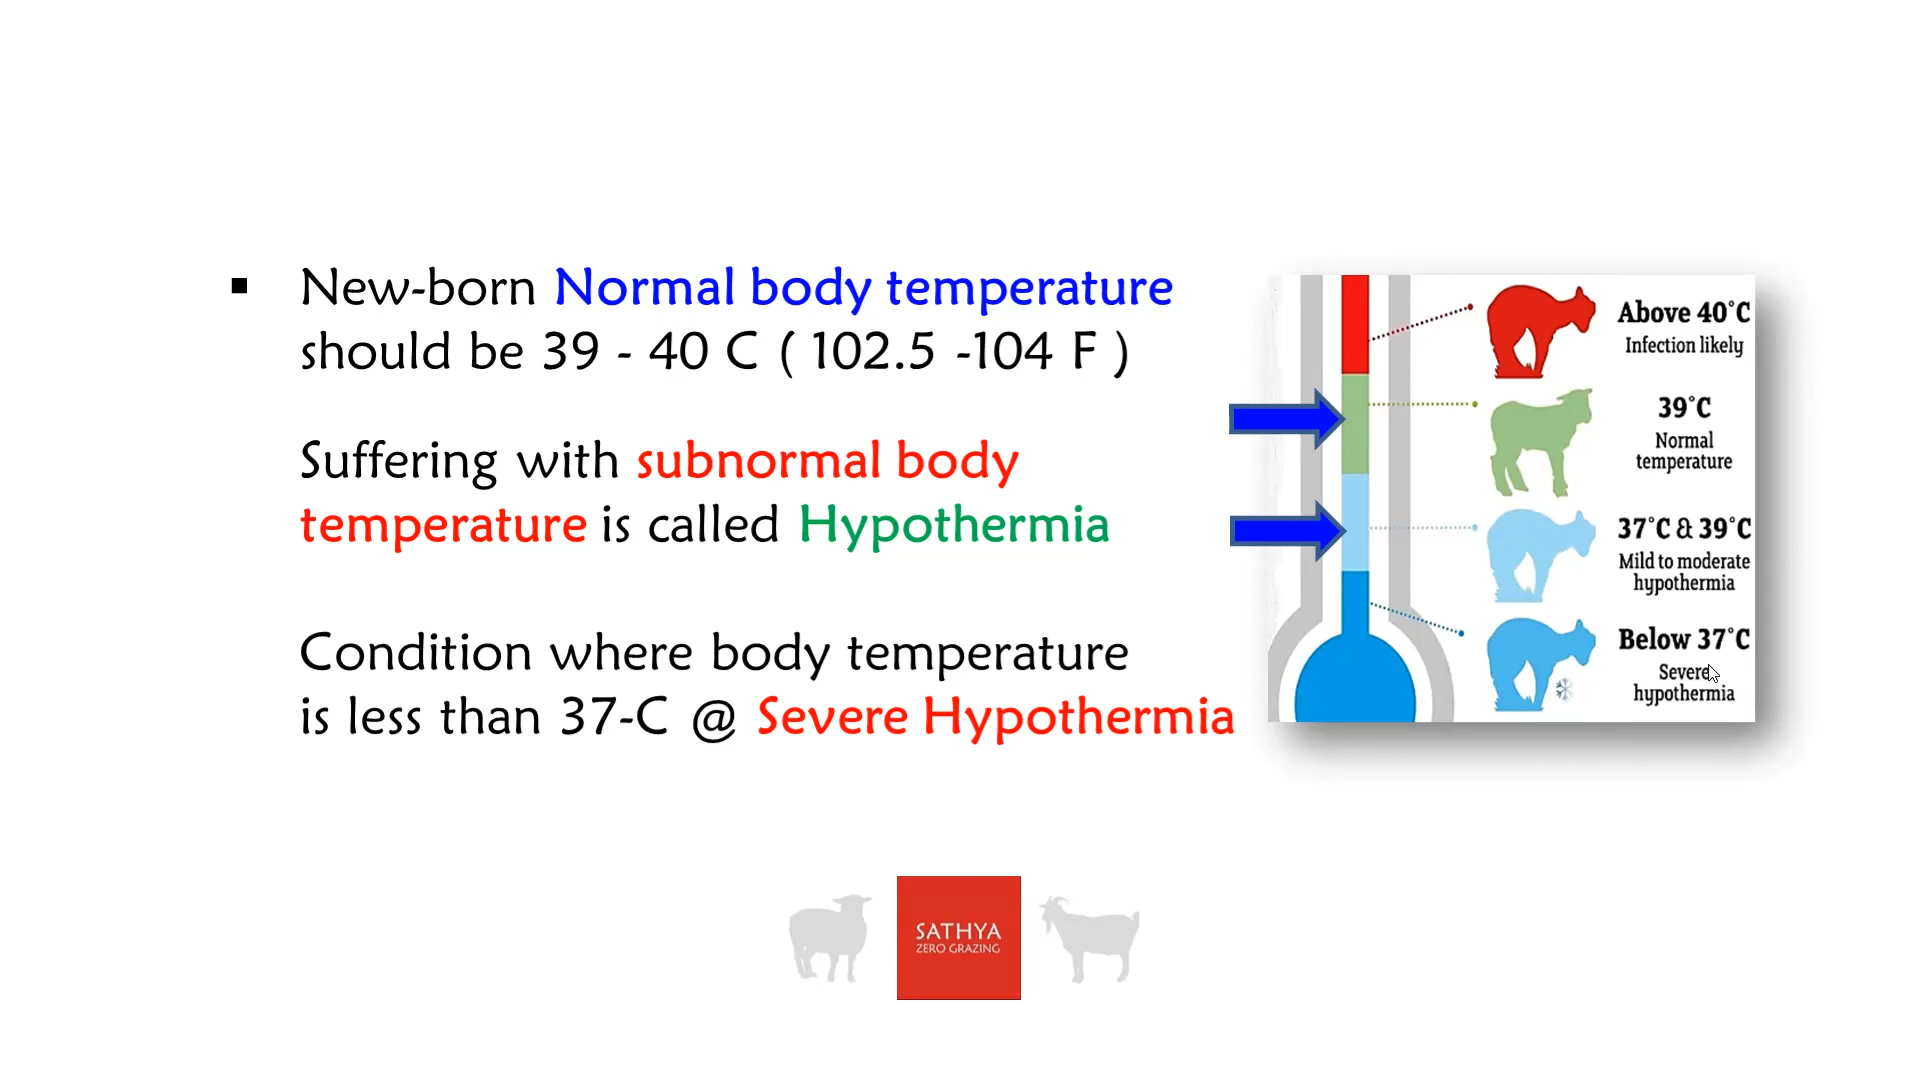 New-born Normal body temperature
should be 39 - 40 C ( 102.5 -104 F )
Suffering with subnormal body
temperature is called Hypothermia
Condition where body temperature
is less than 37-C @ Severe Hypothermia
Above 40°C
Infection likely
39°C
Normal
temperature
37°C & 39°C
Mild to moderate
hypothermia
Below 37°C
Severe
hypothermia
SATHYA
ZERO GRAZING